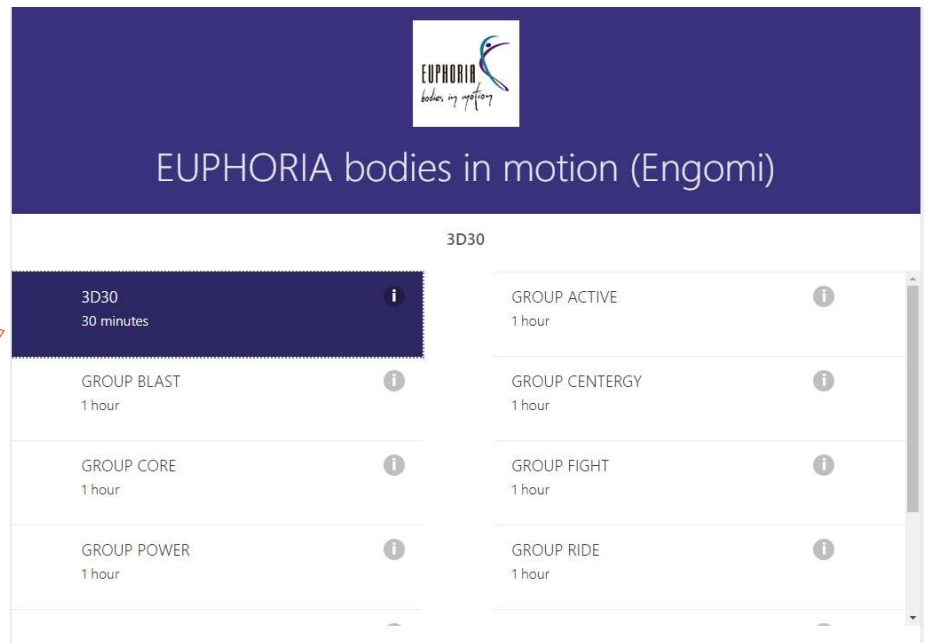 EUPHORIA
bodies in motion
EUPHORIA bodies in motion (Engomi)
3D30
3D30
30 minutes
GROUP ACTIVE
1 hour
GROUP BLAST
1 hour
GROUP CENTERGY
1 hour
GROUP CORE
1 hour
GROUP FIGHT
1 hour
GROUP POWER
1 hour
GROUP RIDE
1 hour